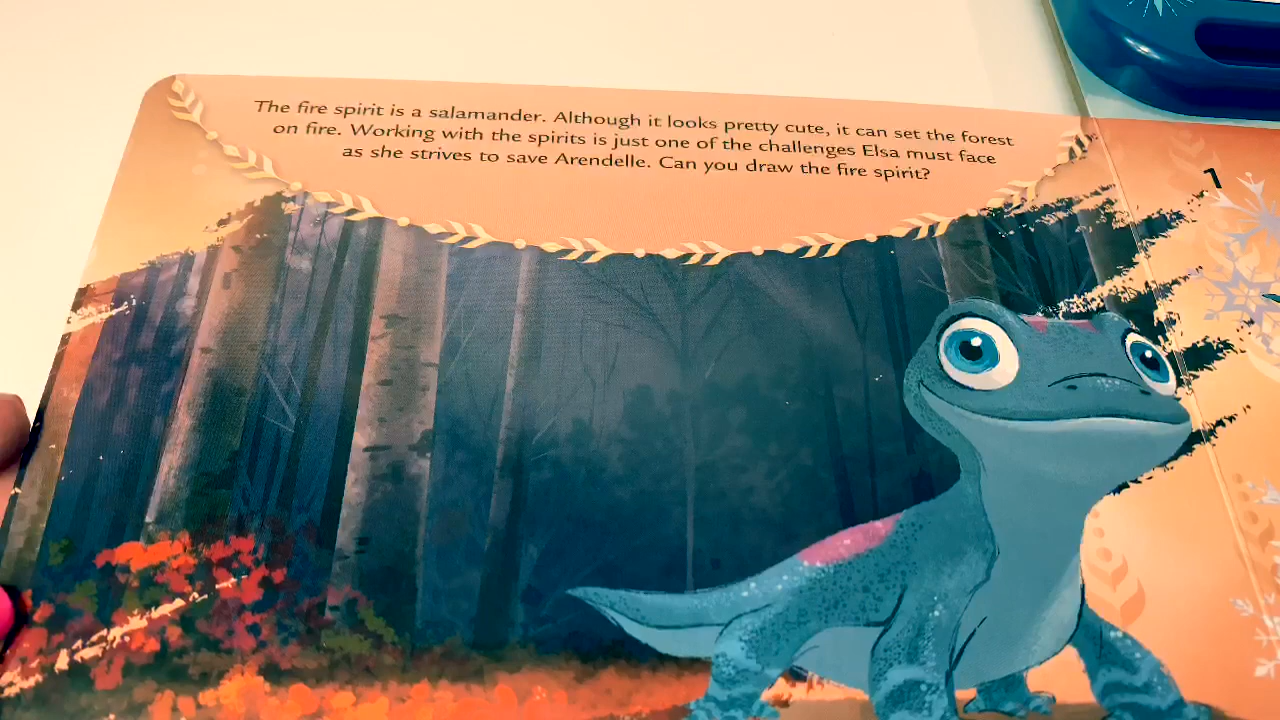 The fire spirit is a salamander. Although it looks pretty cute, it can set the forest
on fire. Working with the spirits is just one of the challenges Elsa must face
as she strives to save Arendelle. Can you draw the fire spirit?
1